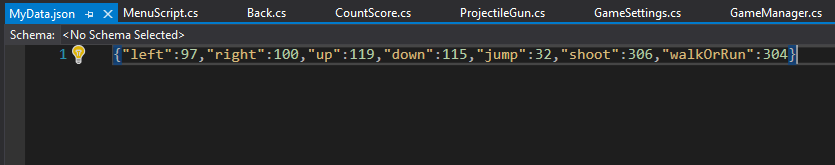 MyData.json MenuScript.cs Back.cs CountScore.cs ProjectileGun.cs GameSettings.cs GameManager.cs
Schema: <No Schema Selected>
1 {"left":97,"right":100,"up":119,"down":115,"jump":32,"shoot":306,"walkOrRun":304}